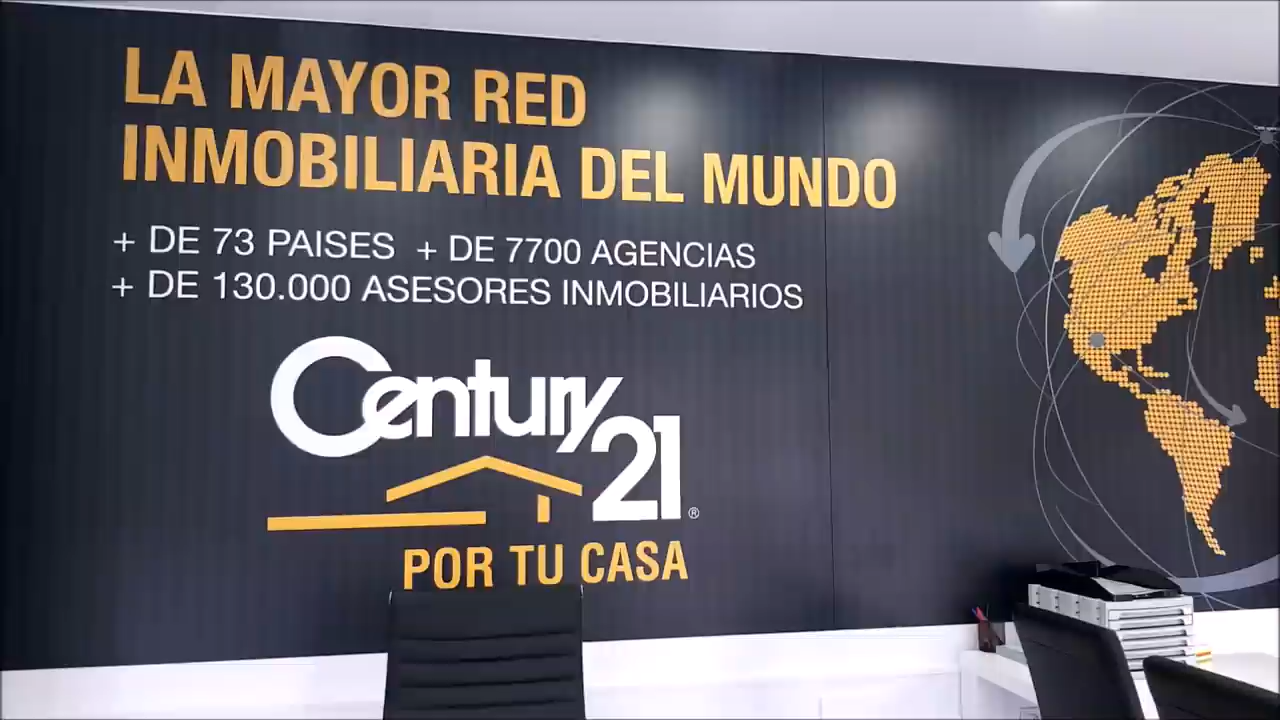 LA MAYOR RED
INMOBILIARIA DEL MUNDO
+ DE 73 PAISES + DE 7700 AGENCIAS
+ DE 130.000 ASESORES INMOBILIARIOS
Century
21®
POR TU CASA